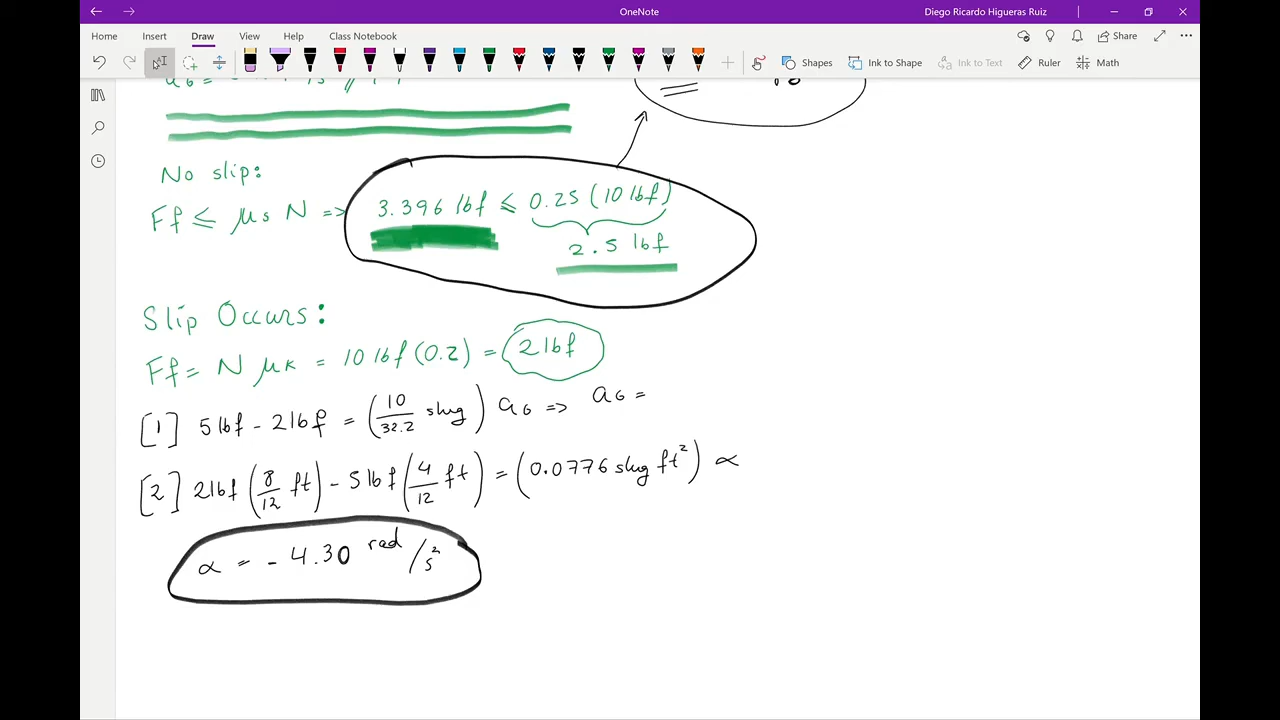 OneNote
Diego Ricardo Higueras Ruiz
Home Insert Draw View Help Class Notebook
Share
Shapes Ink to Shape Ink to Text Ruler Math
No slip:
Ff ≤ μs N => 3.396 lbf ≤ 0.25 (10 lbf)
2.5 lbf
Slip Occurs:
Ff = N μk = 10 lbf (0.2) = 2 lbf
[1] 5 lbf - 2 lbf = (10/32.2 slug) aG => aG =
[2] 2 lbf (8/12 ft) - 5 lbf (4/12 ft) = (0.0776 slug ft²) α
α = - 4.30 rad/s²